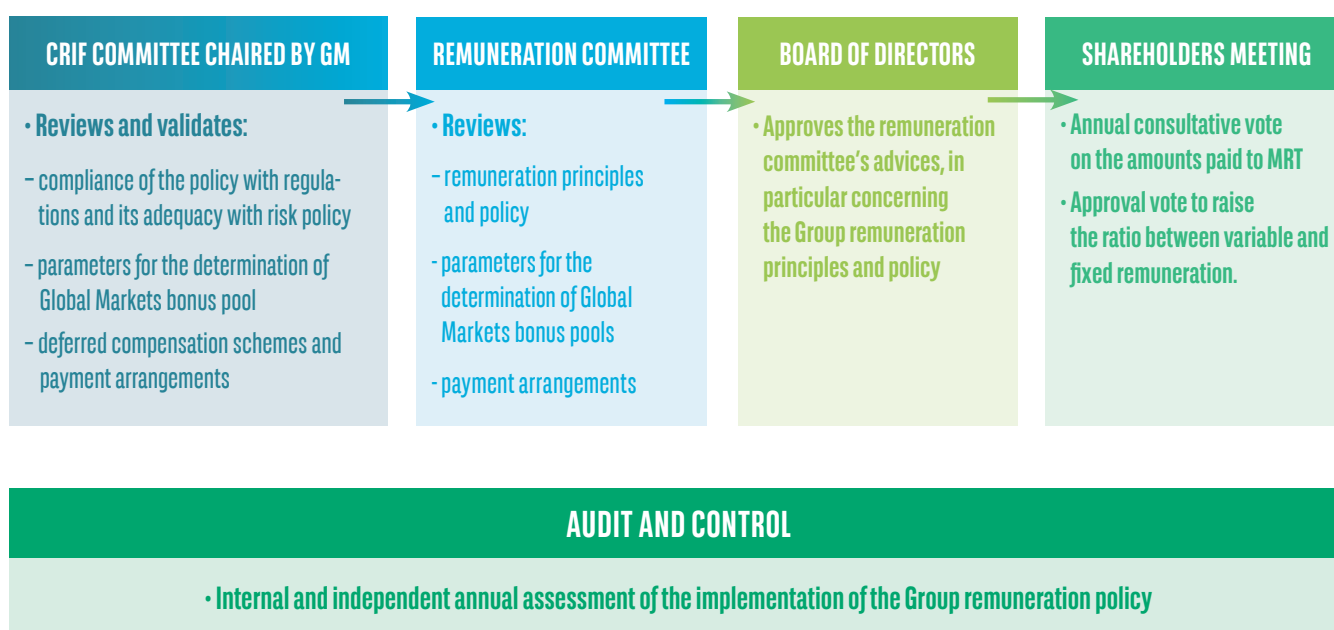 CRIF COMMITTEE CHAIRED BY GM
• Reviews and validates:
– compliance of the policy with regula-
tions and its adequacy with risk policy
– parameters for the determination of
Global Markets bonus pool
– deferred compensation schemes and
payment arrangements
REMUNERATION COMMITTEE
• Reviews:
– remuneration principles
and policy
- parameters for the
determination of Global
Markets bonus pools
- payment arrangements
BOARD OF DIRECTORS
• Approves the remuneration
committee's advices, in
particular concerning
the Group remuneration
principles and policy
SHAREHOLDERS MEETING
• Annual consultative vote
on the amounts paid to MRT
• Approval vote to raise
the ratio between variable and
fixed remuneration.
AUDIT AND CONTROL
• Internal and independent annual assessment of the implementation of the Group remuneration policy